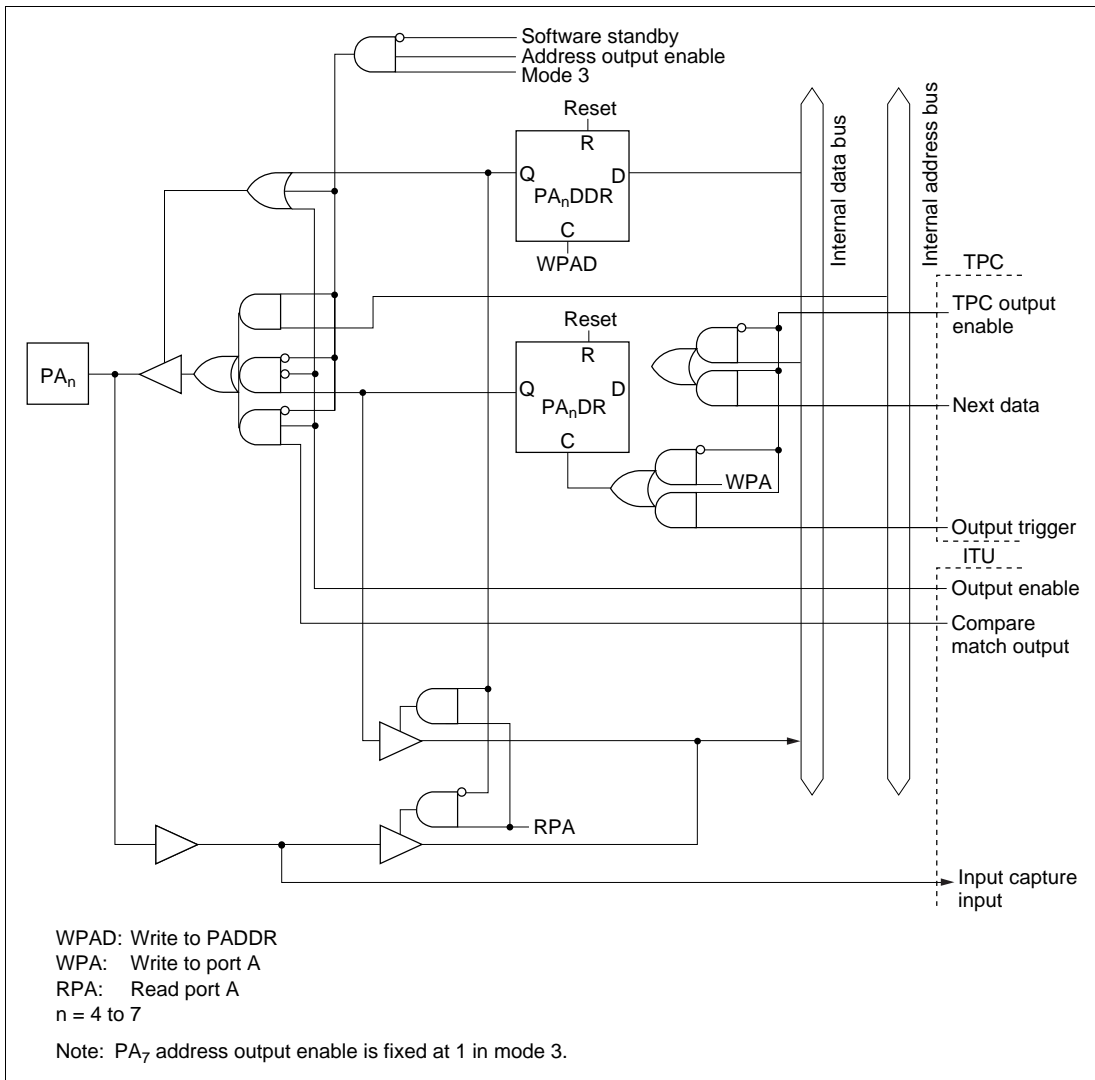 Software standby
Address output enable
Mode 3
Reset
R
Q
D
PAnDDR
C
WPAD
Internal data bus
Internal address bus
TPC
TPC output
enable
Reset
R
Q
D
PAnDR
C
PAn
Next data
WPA
Output trigger
ITU
Output enable
Compare
match output
RPA
Input capture
input
WPAD: Write to PADDR
WPA: Write to port A
RPA: Read port A
n = 4 to 7
Note: PA7 address output enable is fixed at 1 in mode 3.